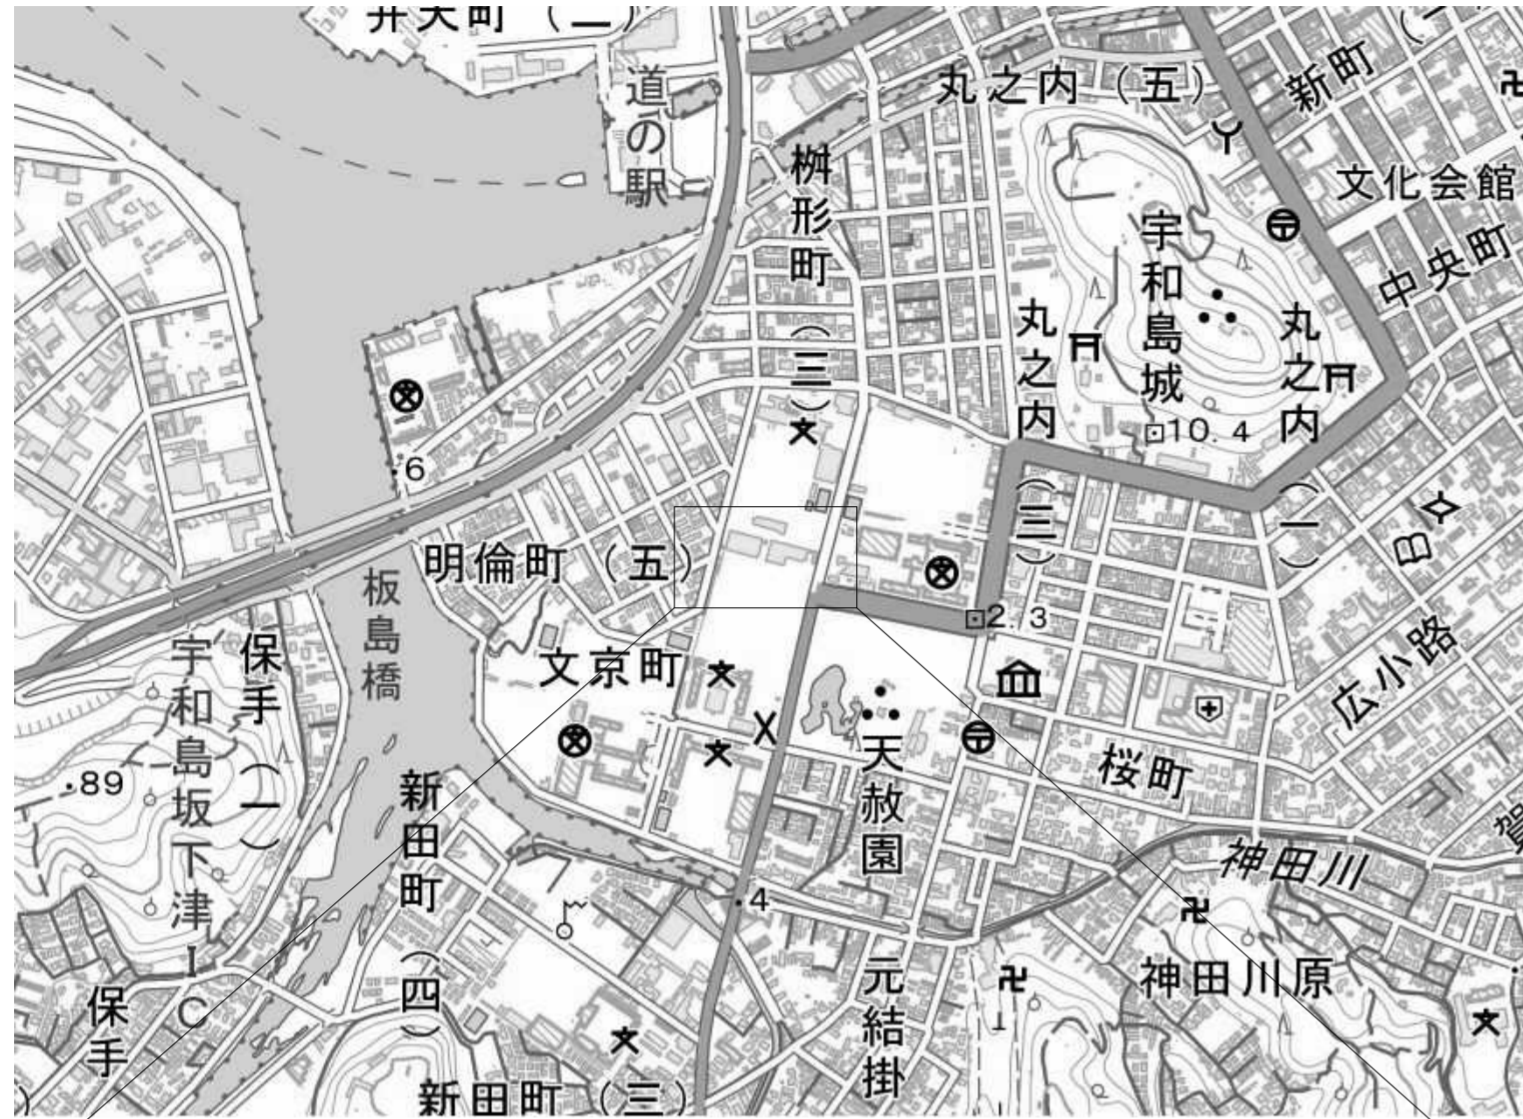 弁天町（二）
道の駅
丸之内（五）
新町（一）
文化会館
桝形町（三）
宇和島城
中央町
丸之内（三）
丸之内（一）
10.4
6
明倫町（五）
板島橋
2.3
文京町
保手（一）
宇和島坂下津IC
広小路
89
天赦園
桜町
新田町（四）
神田川
賀
4
保手
元結掛
神田川原
新田町（三）